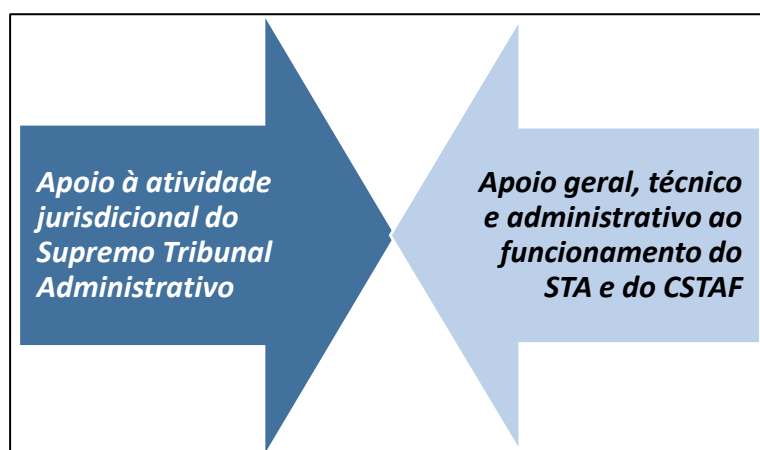 Apoio à atividade
jurisdicional do
Supremo Tribunal
Administrativo
Apoio geral, técnico
e administrativo ao
funcionamento do
STA e do CSTAF